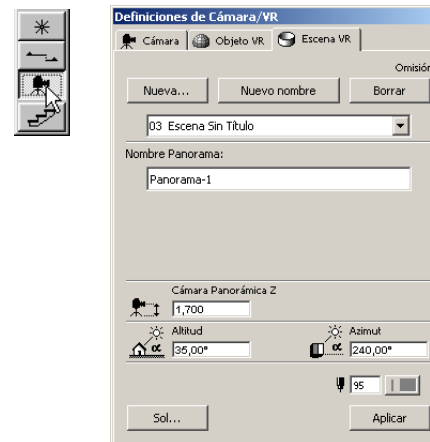 Definiciones de Cámara/VR
Cámara Objeto VR Escena VR
Omisión
Nueva... Nuevo nombre Borrar
03 Escena Sin Título
Nombre Panorama:
Panorama-1
Cámara Panorámica Z
1,700
Altitud Azimut
α 35,00° α 240,00°
95
Sol... Aplicar